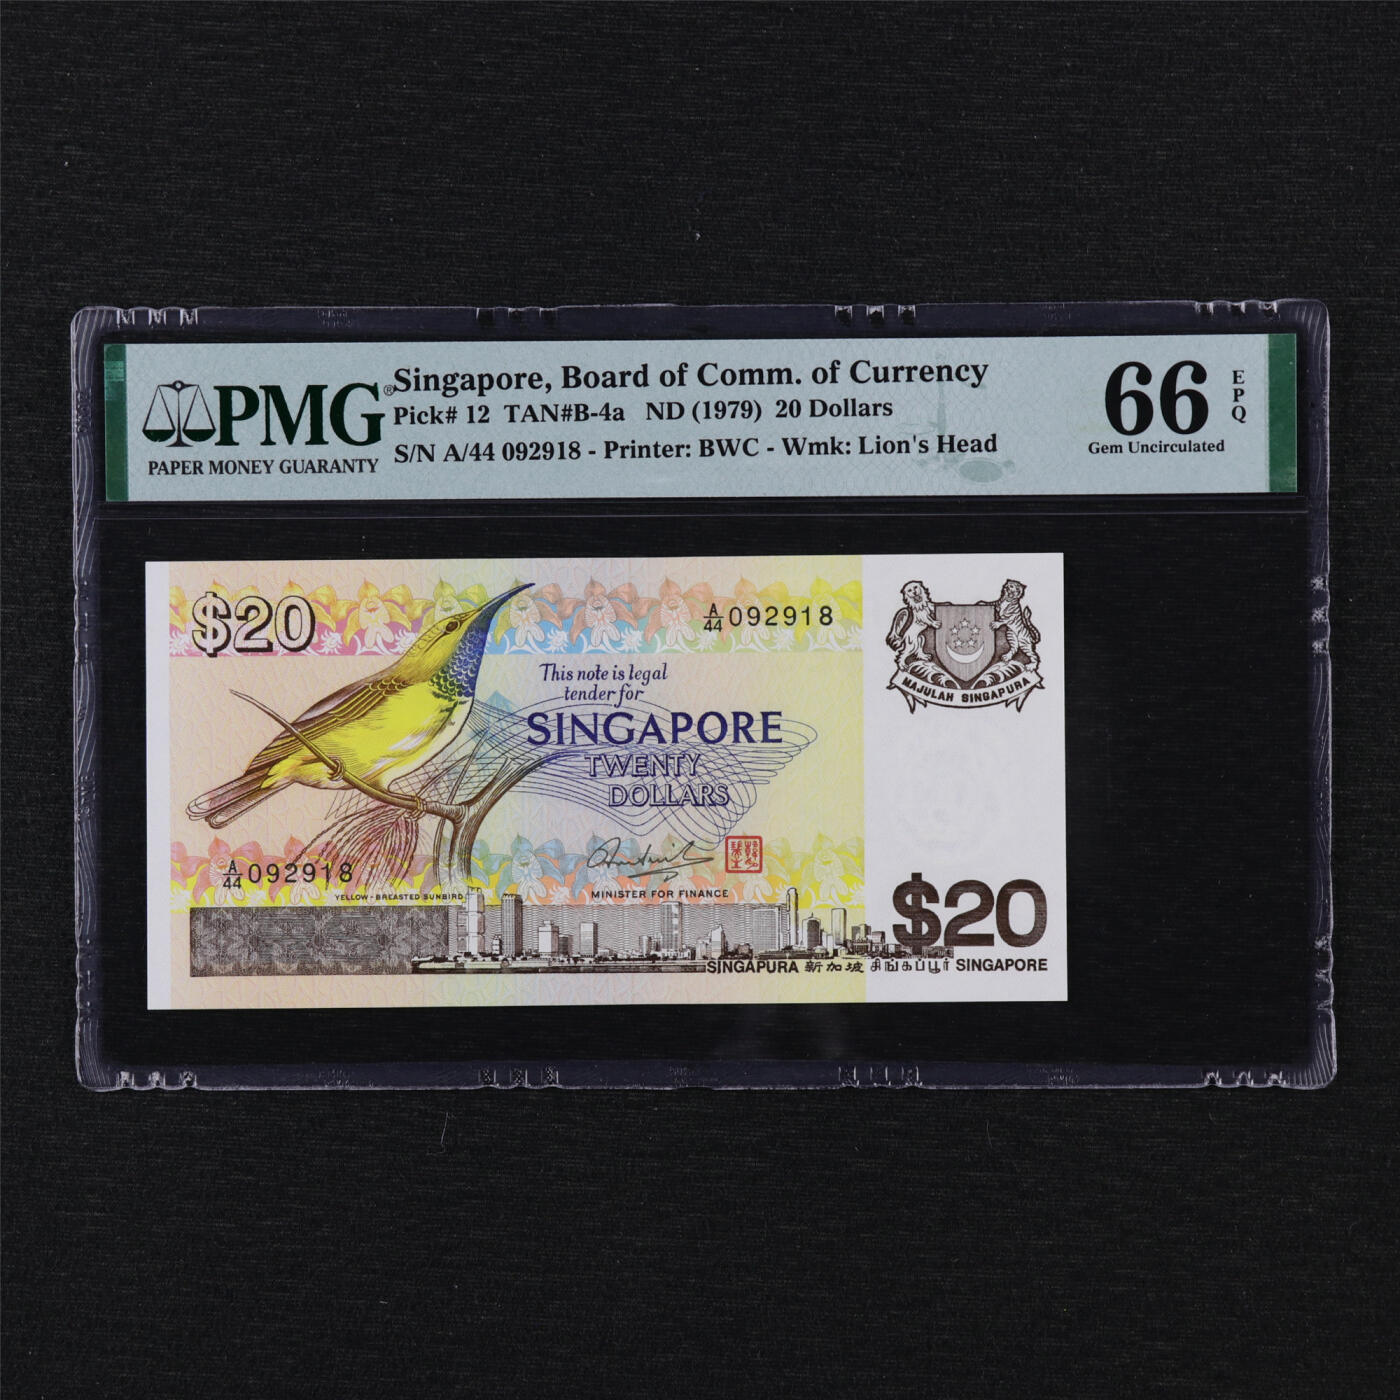 PMG®
PAPER MONEY GUARANTY
Singapore, Board of Comm. of Currency
Pick# 12 TAN#B-4a ND (1979) 20 Dollars
S/N A/44 092918 - Printer: BWC - Wmk: Lion's Head
66
EPQ
Gem Uncirculated
$20
A/44 092918
This note is legal
tender for
SINGAPORE
TWENTY
DOLLARS
MAJULAH SINGAPURA
A/44 092918
YELLOW-BREASTED SUNBIRD
MINISTER FOR FINANCE
$20
SINGAPURA 新加坡 சிங்கப்பூர் SINGAPORE